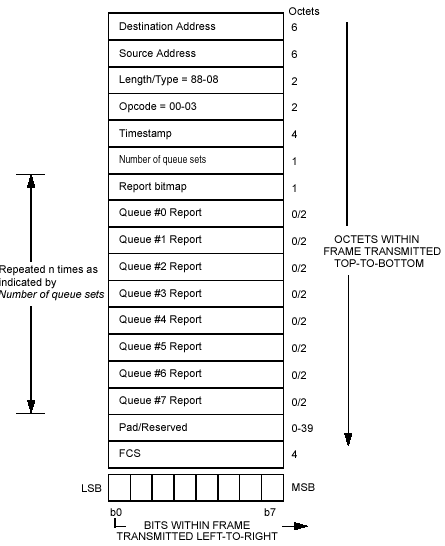 Octets
Destination Address 6
Source Address 6
Length/Type = 88-08 2
Opcode = 00-03 2
Timestamp 4
Number of queue sets 1
Report bitmap 1
Queue #0 Report 0/2
Queue #1 Report 0/2
Queue #2 Report 0/2
Queue #3 Report 0/2
Queue #4 Report 0/2
Queue #5 Report 0/2
Queue #6 Report 0/2
Queue #7 Report 0/2
Pad/Reserved 0-39
FCS 4
Repeated n times as
indicated by
Number of queue sets
OCTETS WITHIN
FRAME TRANSMITTED
TOP-TO-BOTTOM
LSB MSB
b0 b7
BITS WITHIN FRAME
TRANSMITTED LEFT-TO-RIGHT